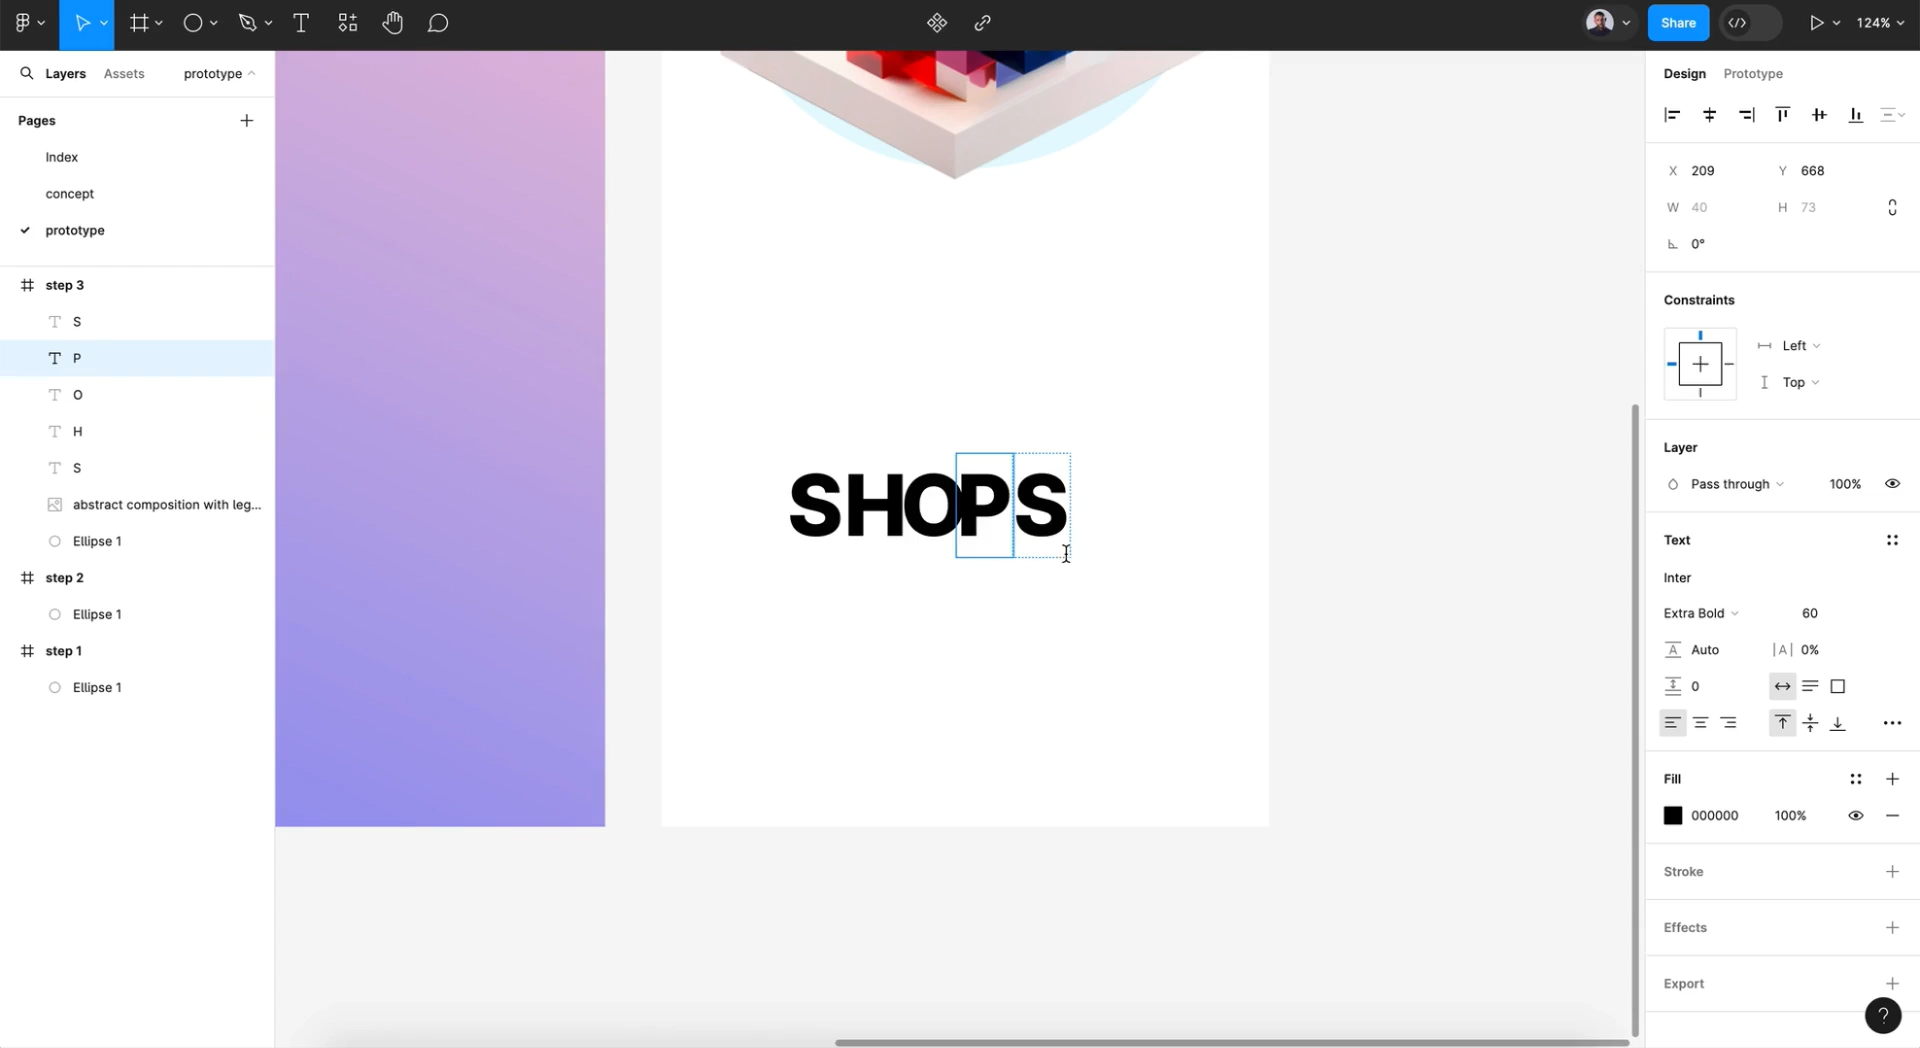 Share
124%
Layers
Assets
prototype
Pages
Index
concept
prototype
step 3
S
P
O
H
S
abstract composition with leg...
Ellipse 1
step 2
Ellipse 1
step 1
Ellipse 1
SHOPS
Design
Prototype
X 209
Y 668
W 40
H 73
0°
Constraints
Left
Top
Layer
Pass through
100%
Text
Inter
Extra Bold
60
A Auto
|A| 0%
0
Fill
000000
100%
Stroke
Effects
Export
?